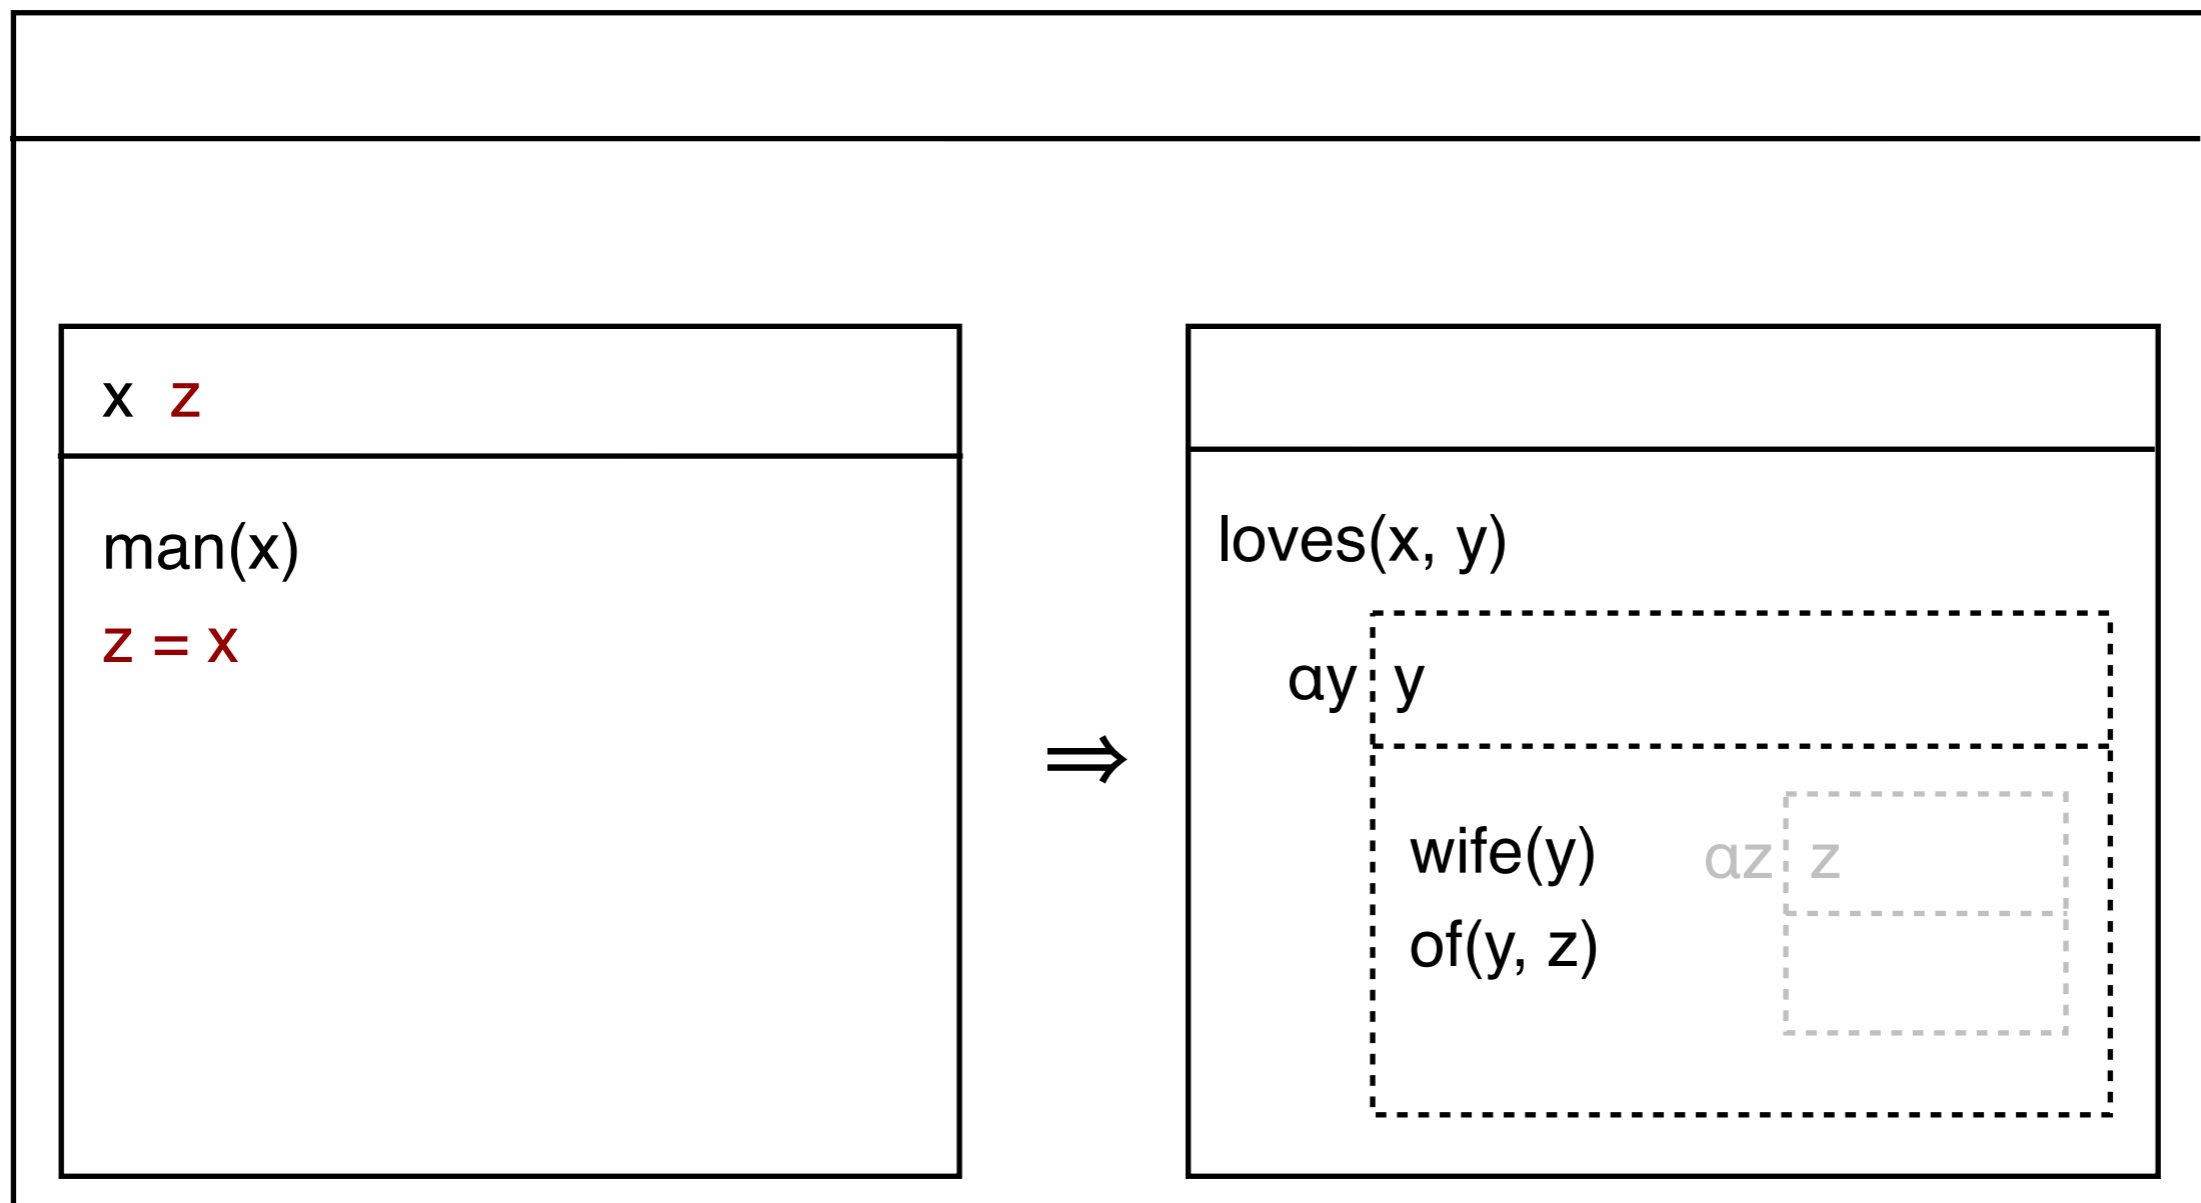 x z
man(x)
z = x
⇒
loves(x, y)
αy y
wife(y) αz z
of(y, z)